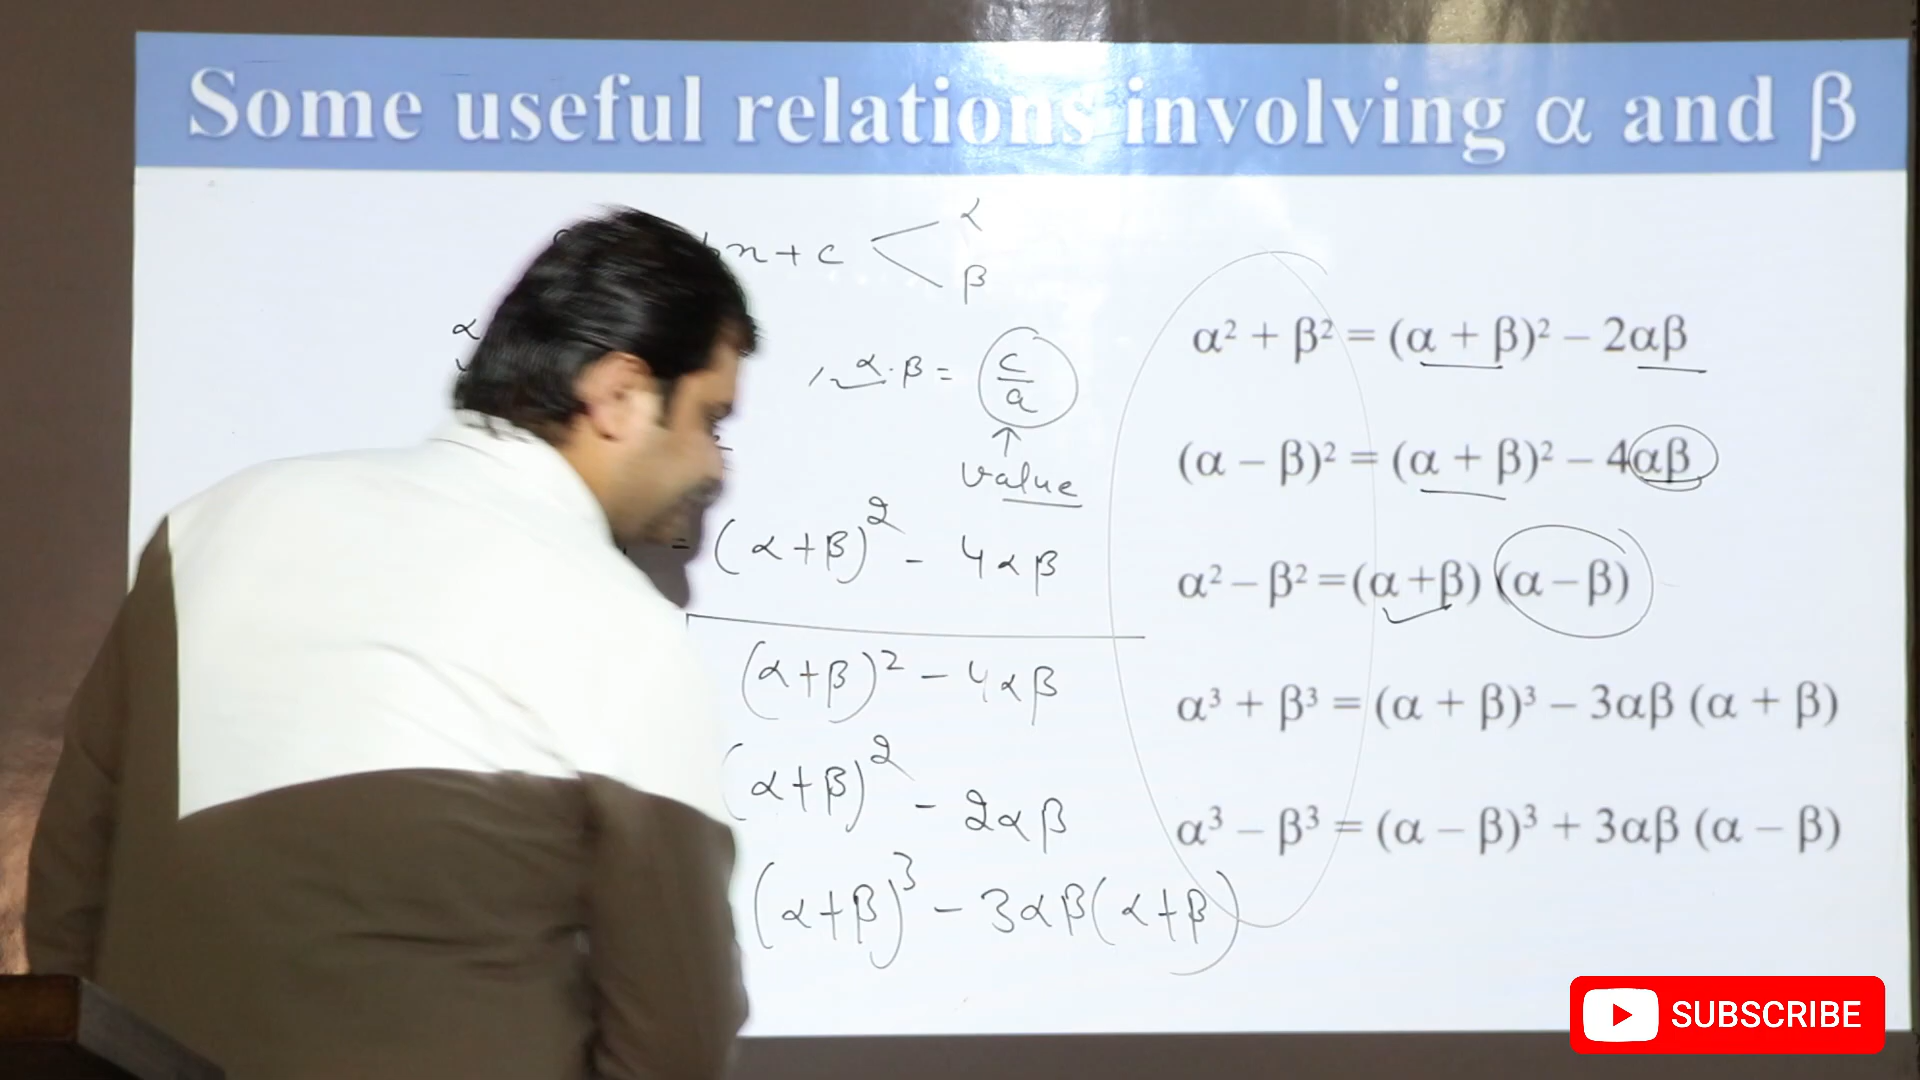 Some useful relations involving α and β
x + c
α
β
α
, α · β = c/a
value
= (α+β)² - 4αβ
(α+β)² - 4αβ
(α+β)² - 2αβ
(α+β)³ - 3αβ(α+β)
α² + β² = (α + β)² – 2αβ
(α – β)² = (α + β)² – 4αβ
α² – β² =(α +β) (α – β)
α³ + β³ = (α + β)³ – 3αβ (α + β)
α³ – β³ = (α – β)³ + 3αβ (α – β)
SUBSCRIBE